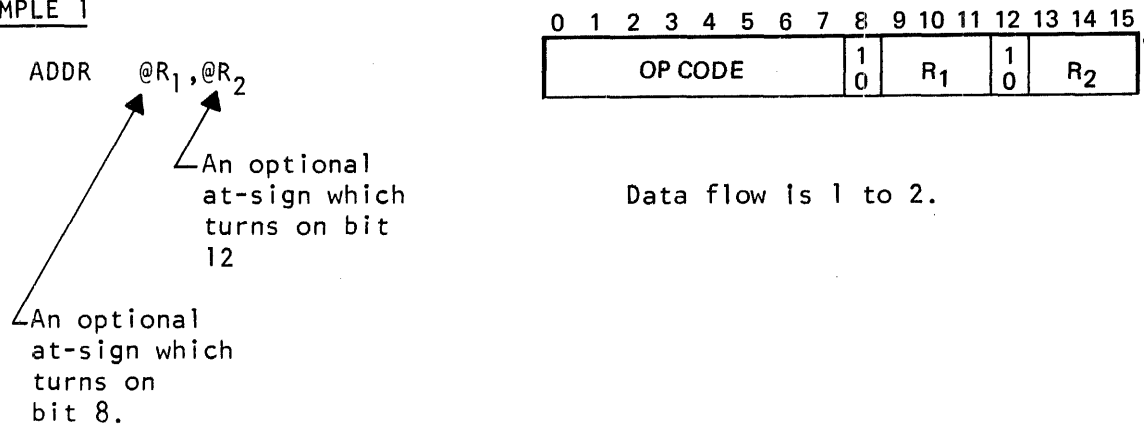 MPLE 1
0 1 2 3 4 5 6 7 8 9 10 11 12 13 14 15
ADDR @R1,@R2
OP CODE 1 0 R1 1 0 R2
An optional
at-sign which
turns on bit
12
Data flow is 1 to 2.
An optional
at-sign which
turns on
bit 8.